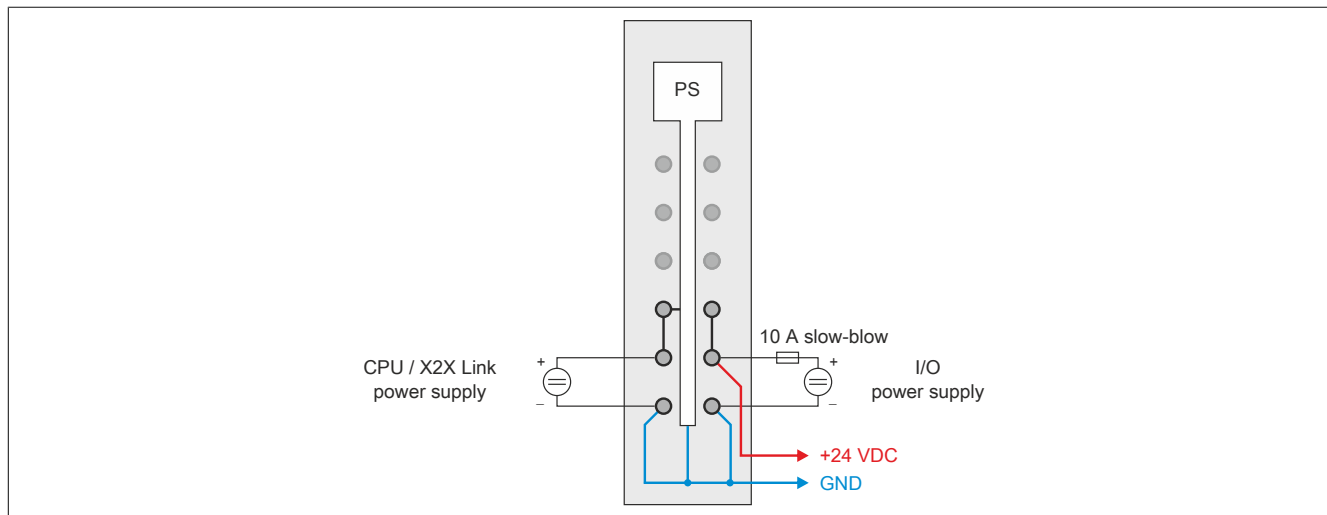 PS
10 A slow-blow
+
+
CPU / X2X Link
power supply
I/O
power supply
–
–
+24 VDC
GND